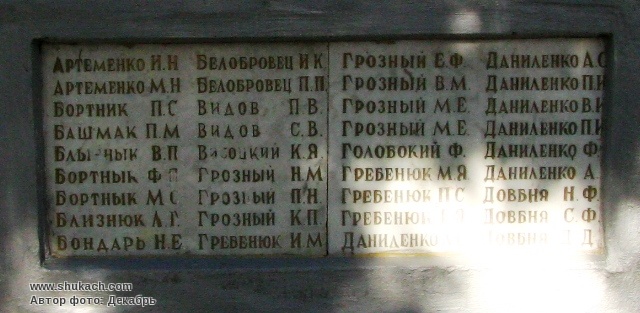 Артеменко И.Н
Артеменко М.Н
Бортник П.С
Башмак П.М
В.П
Бортнык
Бортнык М.С
Близнюк А.Г
Бондарь Н.Е
Белобровец И.К
Белобровец П.П
Видов П.В.
Видов С.В.
Високкий К.Я
Грозный Н.М
Грозный П.Н
Грозный К.П
Гребенюк И.М
Грозный Е.Ф.
Грозный В.М.
Грозный М.Е
Грозный М.Е.
Голобокий Ф.
Гребенюк М.Я.
Гребенюк П.С
Гребенюк
Даниленко
Даниленко А.С
Даниленко П.И
Даниленко В.И
Даниленко П.И
Даниленко Ф
Даниленко А.
Довбня Н.Ф.
Довбня С.Ф.
Довбня Д
www.shukach.com
Автор фото: Декабрь